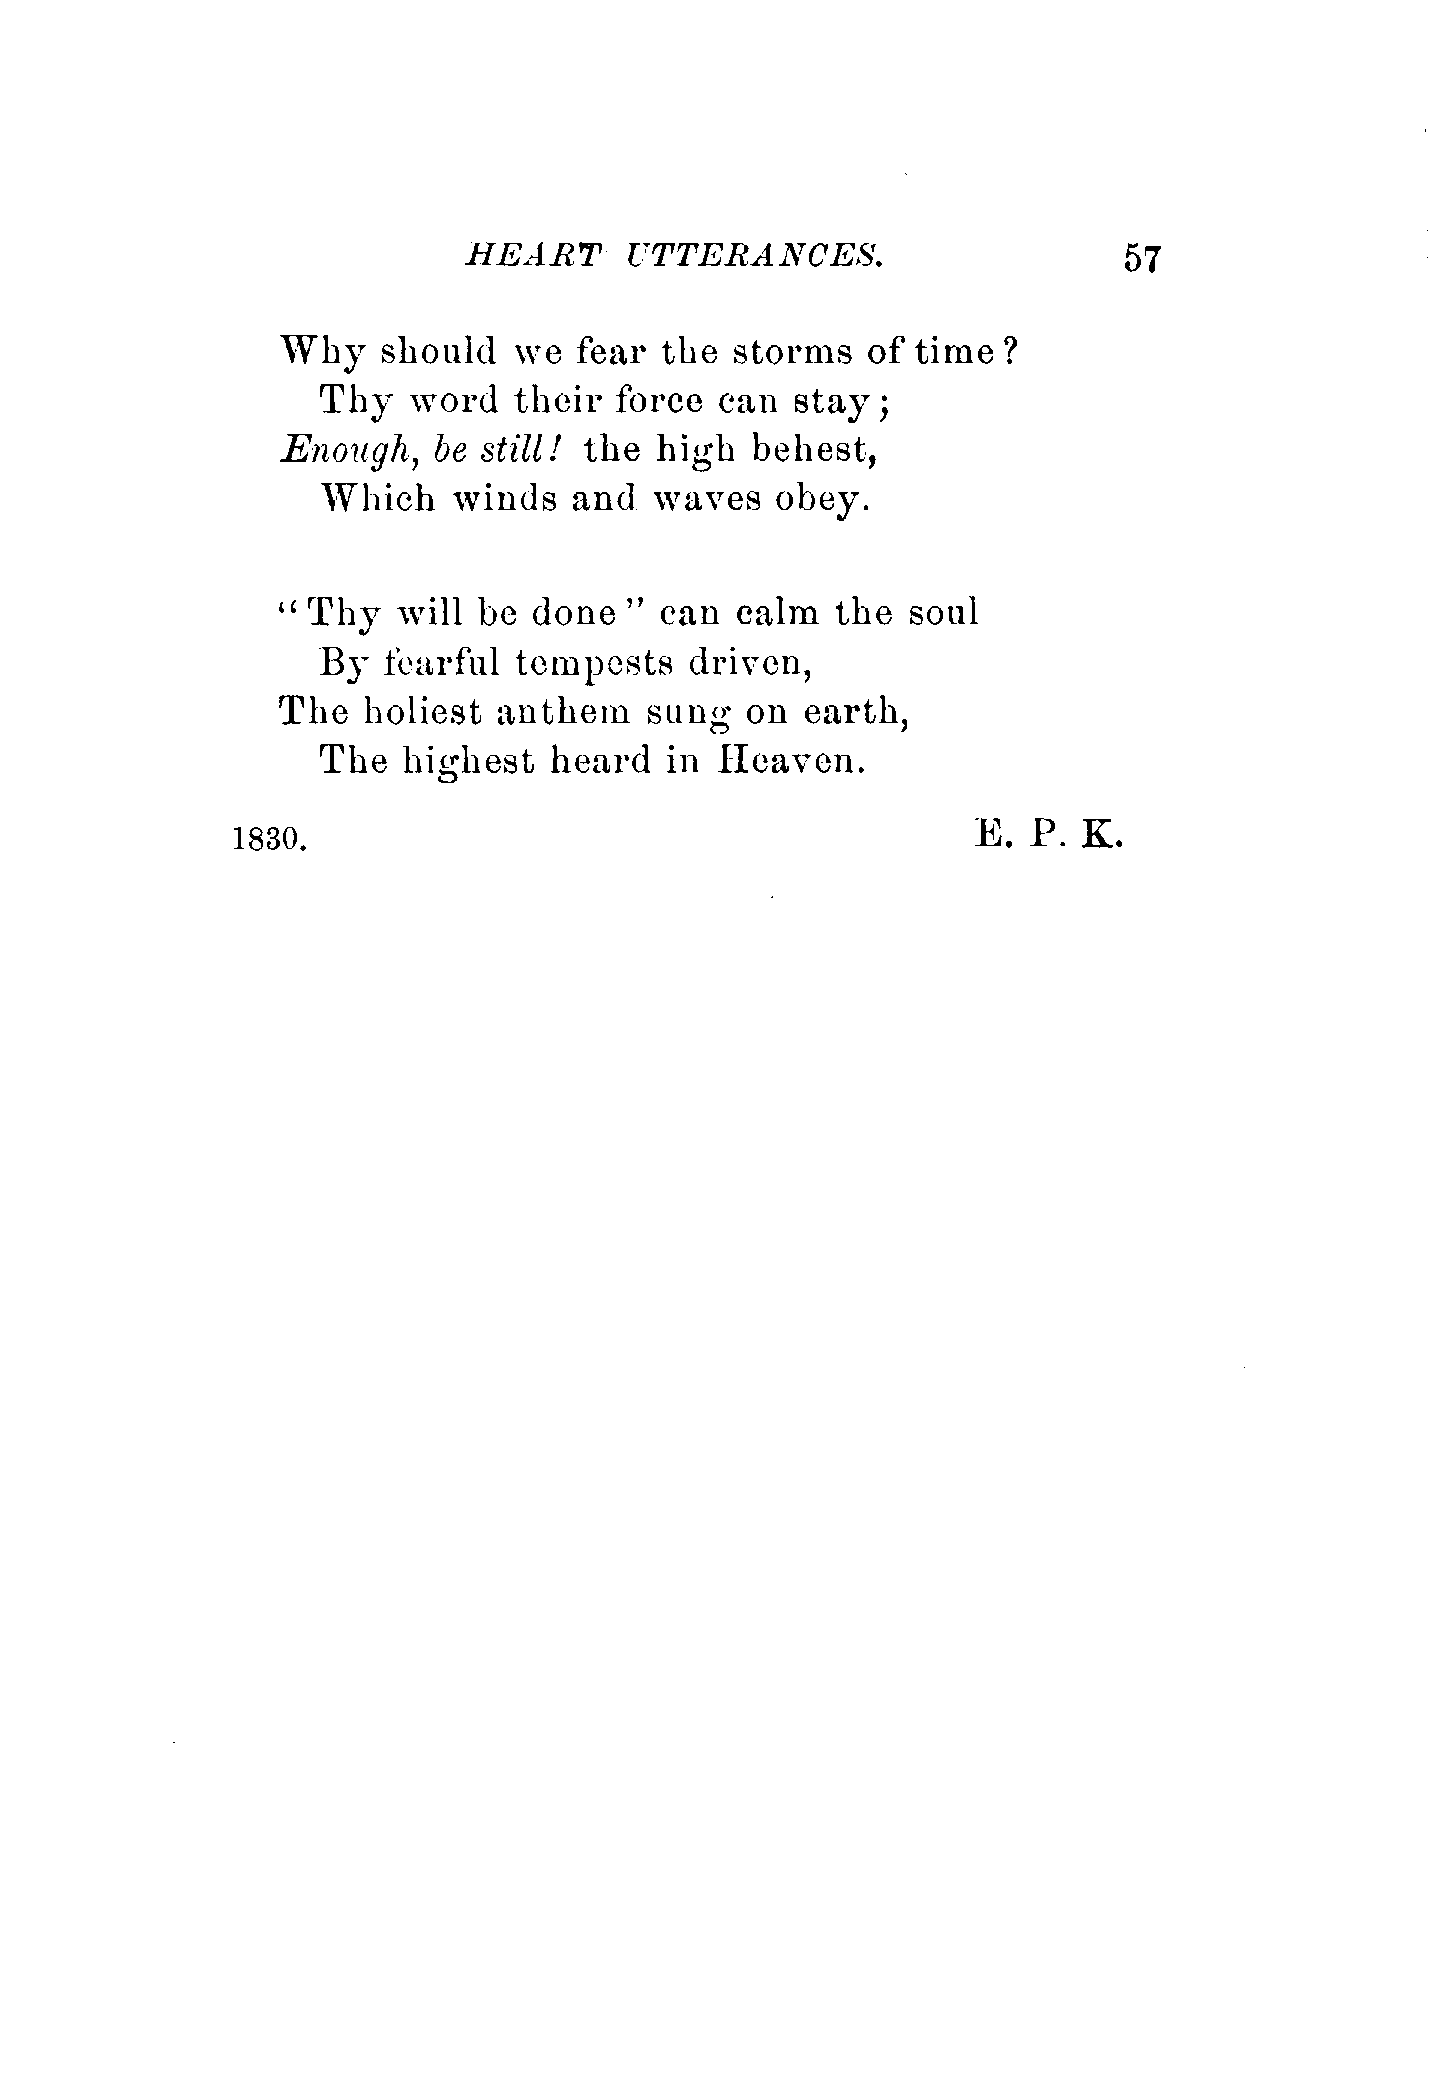 HEART UTTERANCES. 57
Why should we fear the storms of time?
Thy word their force can stay;
Enough, be still! the high behest,
Which winds and waves obey.
"Thy will be done" can calm the soul
By fearful tempests driven,
The holiest anthem sung on earth,
The highest heard in Heaven.
1830. E. P. K.